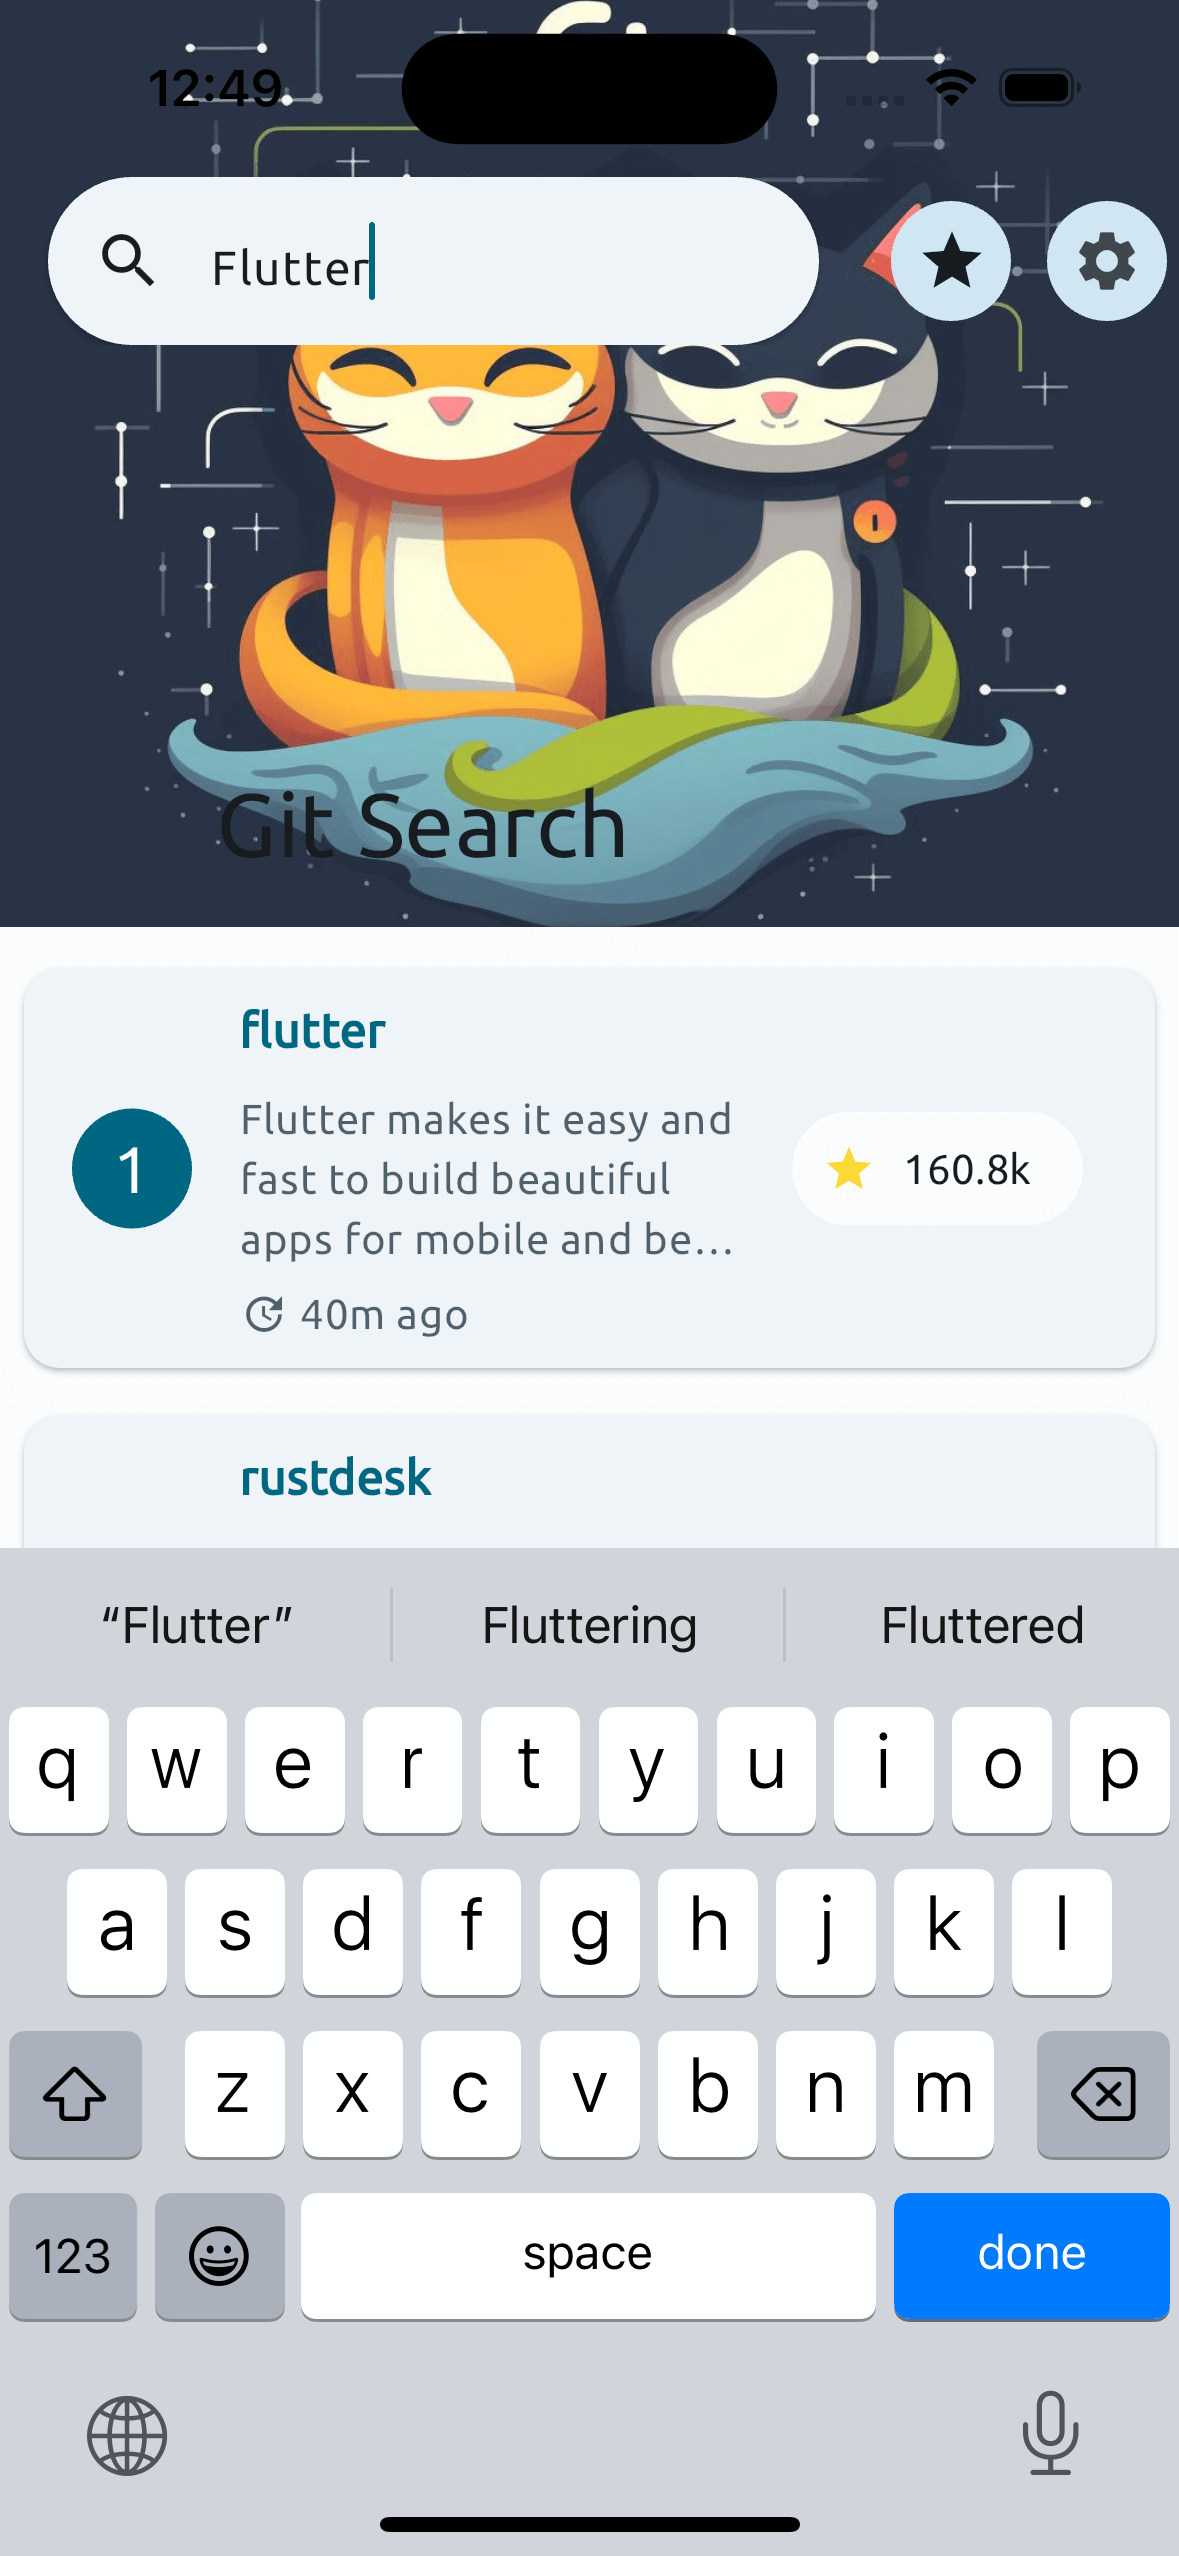 12:49
Flutter
Git Search
flutter
1
Flutter makes it easy and
fast to build beautiful
apps for mobile and be...
160.8k
40m ago
rustdesk
“Flutter”
Fluttering
Fluttered
q w e r t y u i o p
a s d f g h j k l
z x c v b n m
123
space
done